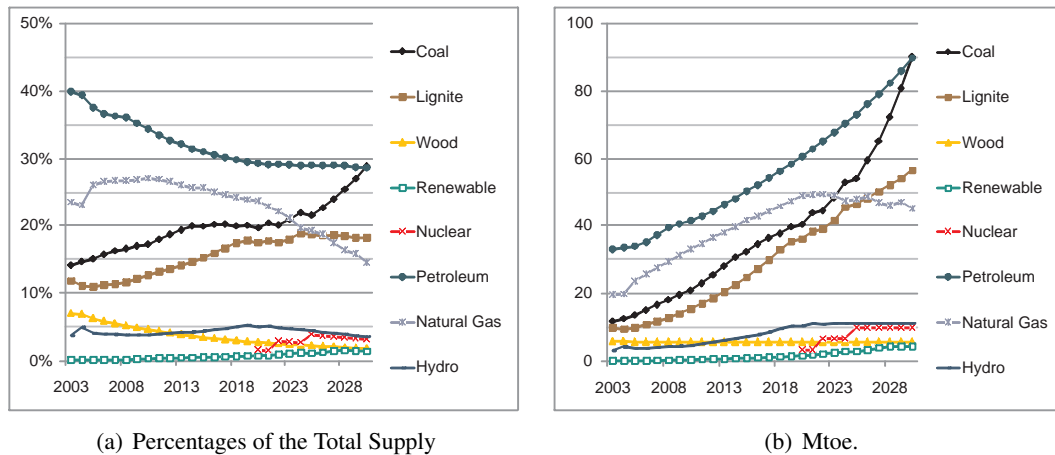 50%
40%
30%
20%
10%
0%
2003 2008 2013 2018 2023 2028
Coal
Lignite
Wood
Renewable
Nuclear
Petroleum
Natural Gas
Hydro
(a) Percentages of the Total Supply
100
80
60
40
20
0
2003 2008 2013 2018 2023 2028
Coal
Lignite
Wood
Renewable
Nuclear
Petroleum
Natural Gas
Hydro
(b) Mtoe.